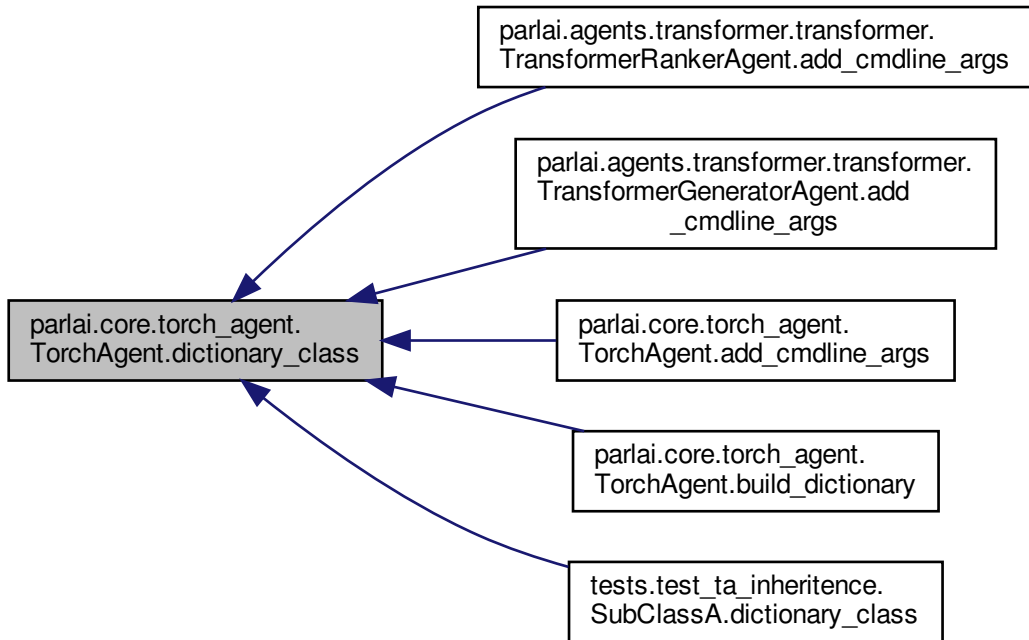 parlai.agents.transformer.transformer.
TransformerRankerAgent.add_cmdline_args
parlai.agents.transformer.transformer.
TransformerGeneratorAgent.add
_cmdline_args
parlai.core.torch_agent.
TorchAgent.dictionary_class
parlai.core.torch_agent.
TorchAgent.add_cmdline_args
parlai.core.torch_agent.
TorchAgent.build_dictionary
tests.test_ta_inheritence.
SubClassA.dictionary_class